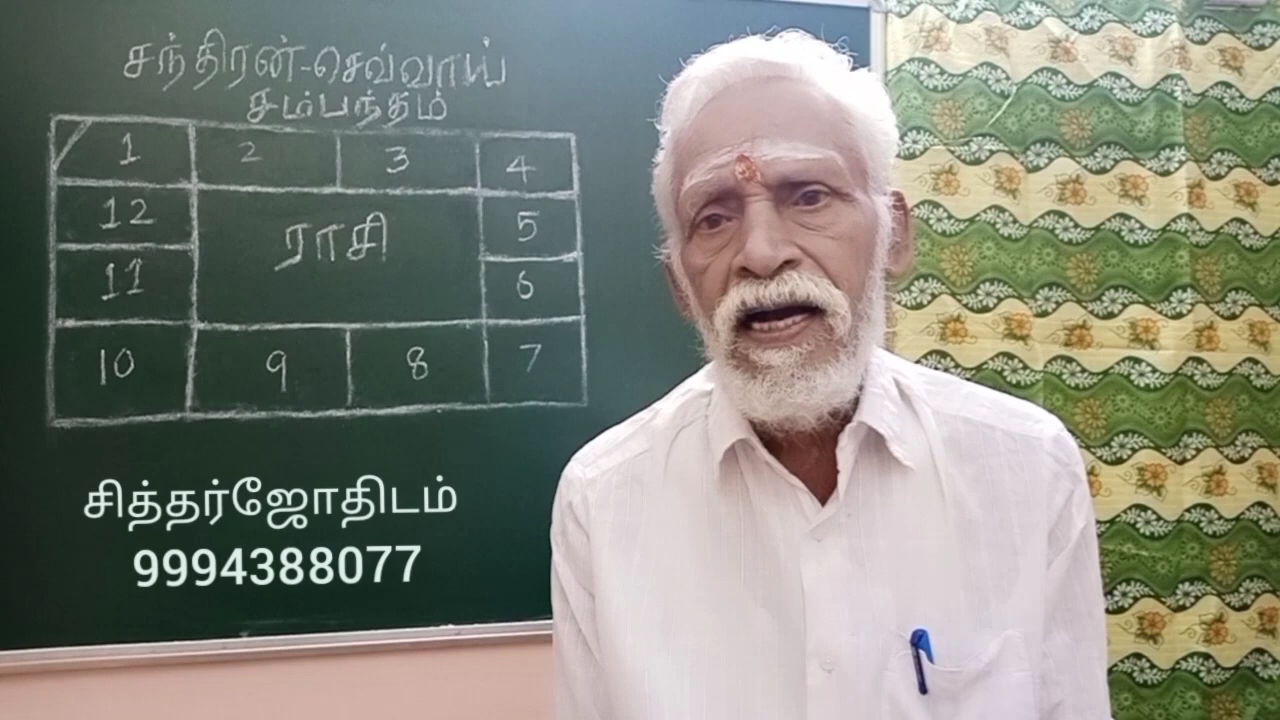 சந்திரன்-செவ்வாய்
சம்பந்தம்
1 2 3 4
12 ராசி 5
11 6
10 9 8 7
சித்தர்ஜோதிடம்
9994388077